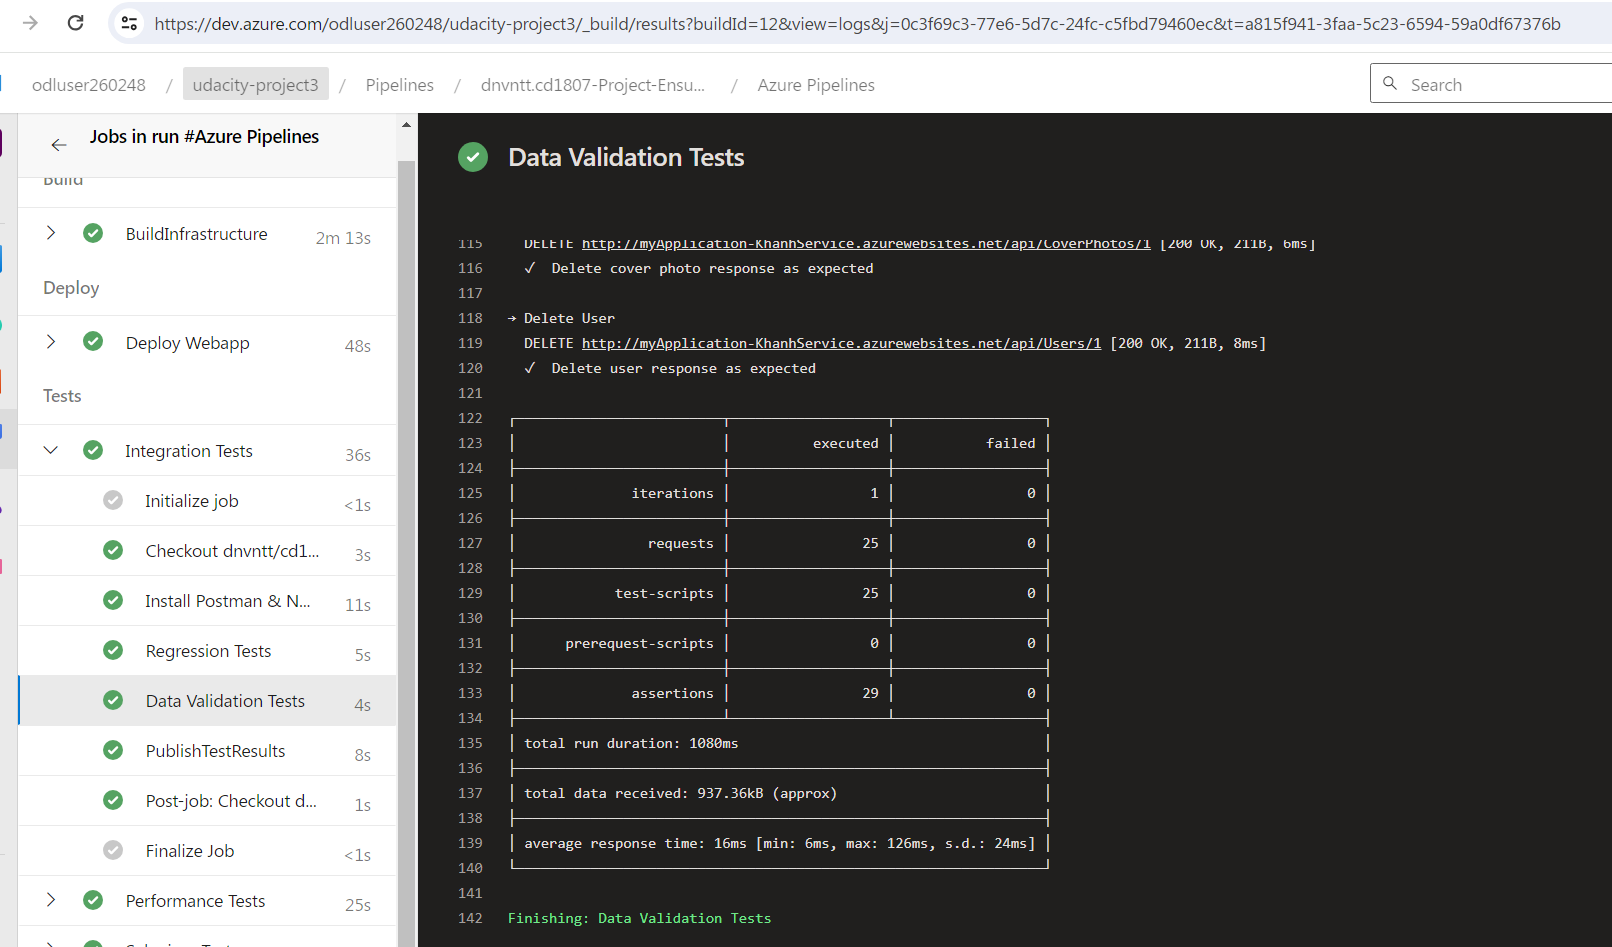 https://dev.azure.com/odluser260248/udacity-project3/_build/results?buildId=12&view=logs&j=0c3f69c3-77e6-5d7c-24fc-c5fbd79460ec&t=a815f941-3faa-5c23-6594-59a0df67376b
odluser260248 / udacity-project3 / Pipelines / dnvntt.cd1807-Project-Ensu... / Azure Pipelines
Search
Jobs in run #Azure Pipelines
Build
BuildInfrastructure 2m 13s
Deploy
Deploy Webapp 48s
Tests
Integration Tests 36s
Initialize job <1s
Checkout dnvntt/cd1... 3s
Install Postman & N... 11s
Regression Tests 5s
Data Validation Tests 4s
PublishTestResults 8s
Post-job: Checkout d... 1s
Finalize Job <1s
Performance Tests 25s
Data Validation Tests
115 DELETE http://myApplication-KhanhService.azurewebsites.net/api/CoverPhotos/1 [200 OK, 211B, 6ms]
116 ✓ Delete cover photo response as expected
117
118 → Delete User
119 DELETE http://myApplication-KhanhService.azurewebsites.net/api/Users/1 [200 OK, 211B, 8ms]
120 ✓ Delete user response as expected
121
122
123 executed failed
124
125 iterations 1 0
126
127 requests 25 0
128
129 test-scripts 25 0
130
131 prerequest-scripts 0 0
132
133 assertions 29 0
134
135 total run duration: 1080ms
136
137 total data received: 937.36kB (approx)
138
139 average response time: 16ms [min: 6ms, max: 126ms, s.d.: 24ms]
140
141
142 Finishing: Data Validation Tests